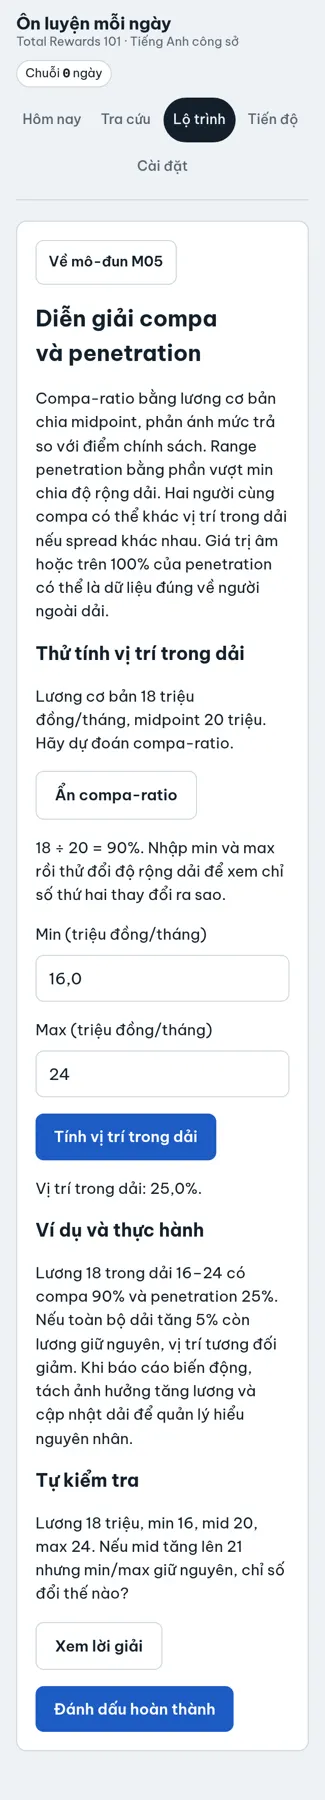 Ôn luyện mỗi ngày
Total Rewards 101 · Tiếng Anh công sở
Chuỗi 0 ngày
Hôm nay
Tra cứu
Lộ trình
Tiến độ
Cài đặt
Về mô-đun M05
Diễn giải compa
và penetration
Compa-ratio bằng lương cơ bản
chia midpoint, phản ánh mức trả
so với điểm chính sách. Range
penetration bằng phần vượt min
chia độ rộng dải. Hai người cùng
compa có thể khác vị trí trong dải
nếu spread khác nhau. Giá trị âm
hoặc trên 100% của penetration
có thể là dữ liệu đúng về người
ngoài dải.
Thử tính vị trí trong dải
Lương cơ bản 18 triệu
đồng/tháng, midpoint 20 triệu.
Hãy dự đoán compa-ratio.
Ẩn compa-ratio
18 ÷ 20 = 90%. Nhập min và max
rồi thử đổi độ rộng dải để xem chỉ
số thứ hai thay đổi ra sao.
Min (triệu đồng/tháng)
16,0
Max (triệu đồng/tháng)
24
Tính vị trí trong dải
Vị trí trong dải: 25,0%.
Ví dụ và thực hành
Lương 18 trong dải 16–24 có
compa 90% và penetration 25%.
Nếu toàn bộ dải tăng 5% còn
lương giữ nguyên, vị trí tương đối
giảm. Khi báo cáo biến động,
tách ảnh hưởng tăng lương và
cập nhật dải để quản lý hiểu
nguyên nhân.
Tự kiểm tra
Lương 18 triệu, min 16, mid 20,
max 24. Nếu mid tăng lên 21
nhưng min/max giữ nguyên, chỉ số
đổi thế nào?
Xem lời giải
Đánh dấu hoàn thành